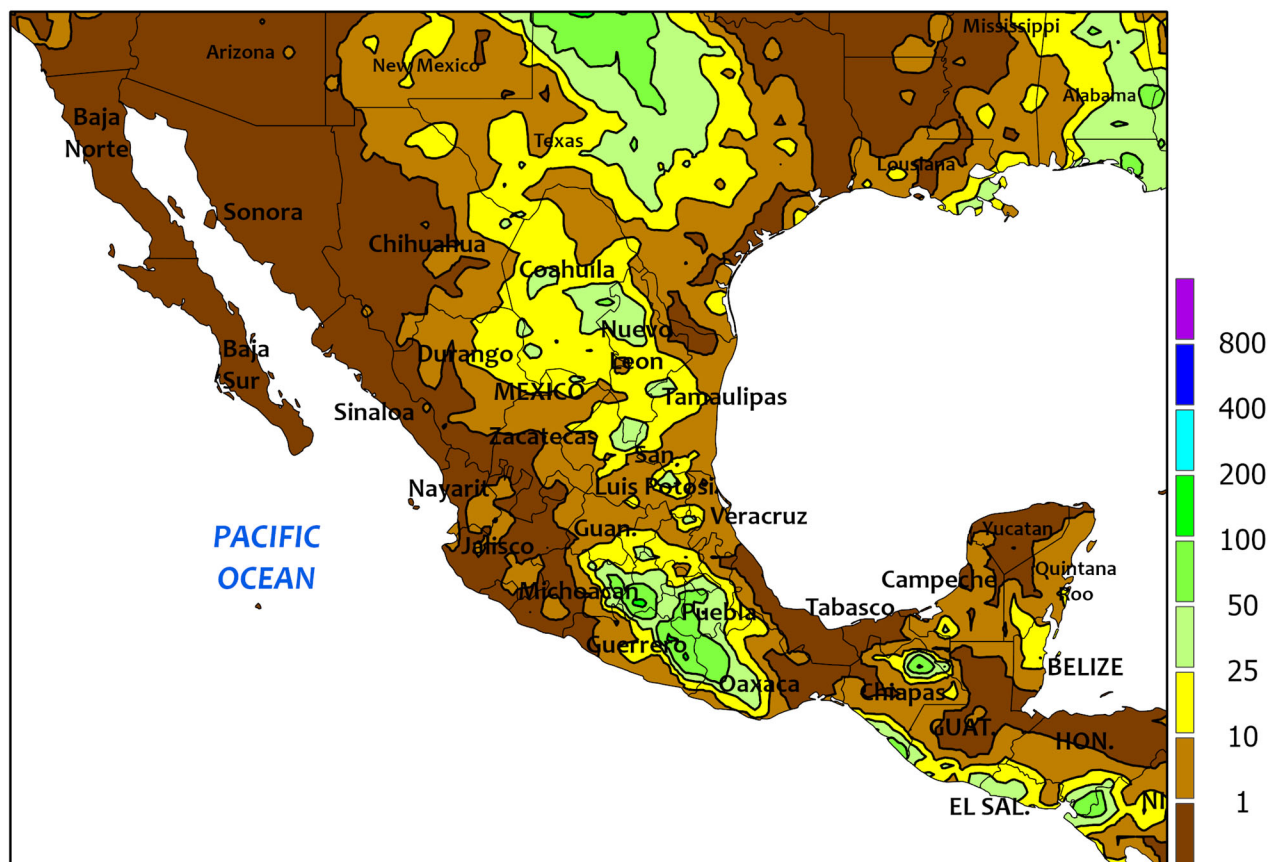 Mississippi
Arizona
New Mexico
Alabama
Baja
Norte
Texas
Lousiana
Sonora
Chihuahua
Coahuila
Nuevo
Leon
Durango
Baja
Sur
MEXICO
Tamaulipas
Sinaloa
Zacatecas
San
Luis Potosi
Nayarit
Veracruz
Guan.
Yucatan
PACIFIC
OCEAN
Jalisco
Quintana
Roo
Campeche
Michoacan
Puebla
Tabasco
Guerrero
BELIZE
Oaxaca
Chiapas
GUAT.
HON.
EL SAL.
NI
800
400
200
100
50
25
10
1